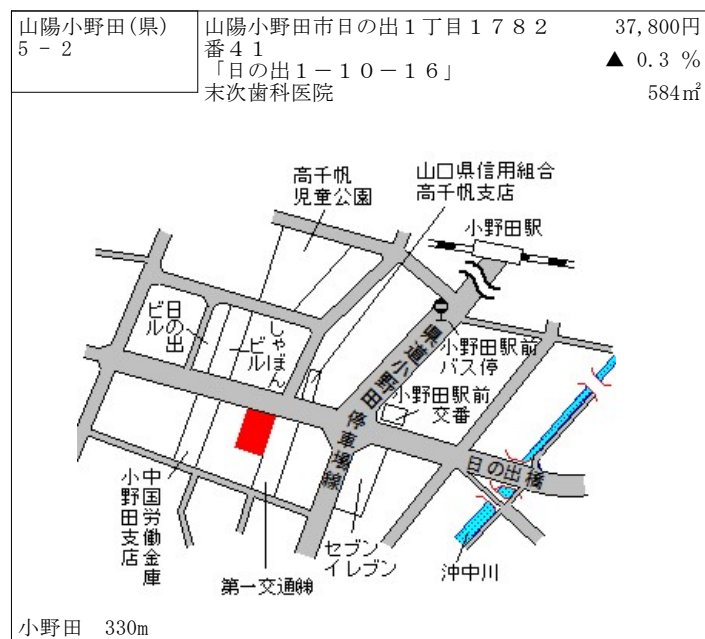 山陽小野田(県)
5 - 2
山陽小野田市日の出１丁目１７８２
番４１
「日の出１－１０－１６」
末次歯科医院
37,800円
▲ 0.3 %
584㎡
高千帆
児童公園
山口県信用組合
高千帆支店
小野田駅
日の出
ビル
しゃぼん
ビル
県道小野田停車場線
小野田駅前
バス停
小野田駅前
交番
日の出橋
中国労働金庫
小野田支店
第一交通㈱
セブン
イレブン
沖中川
小野田　330m